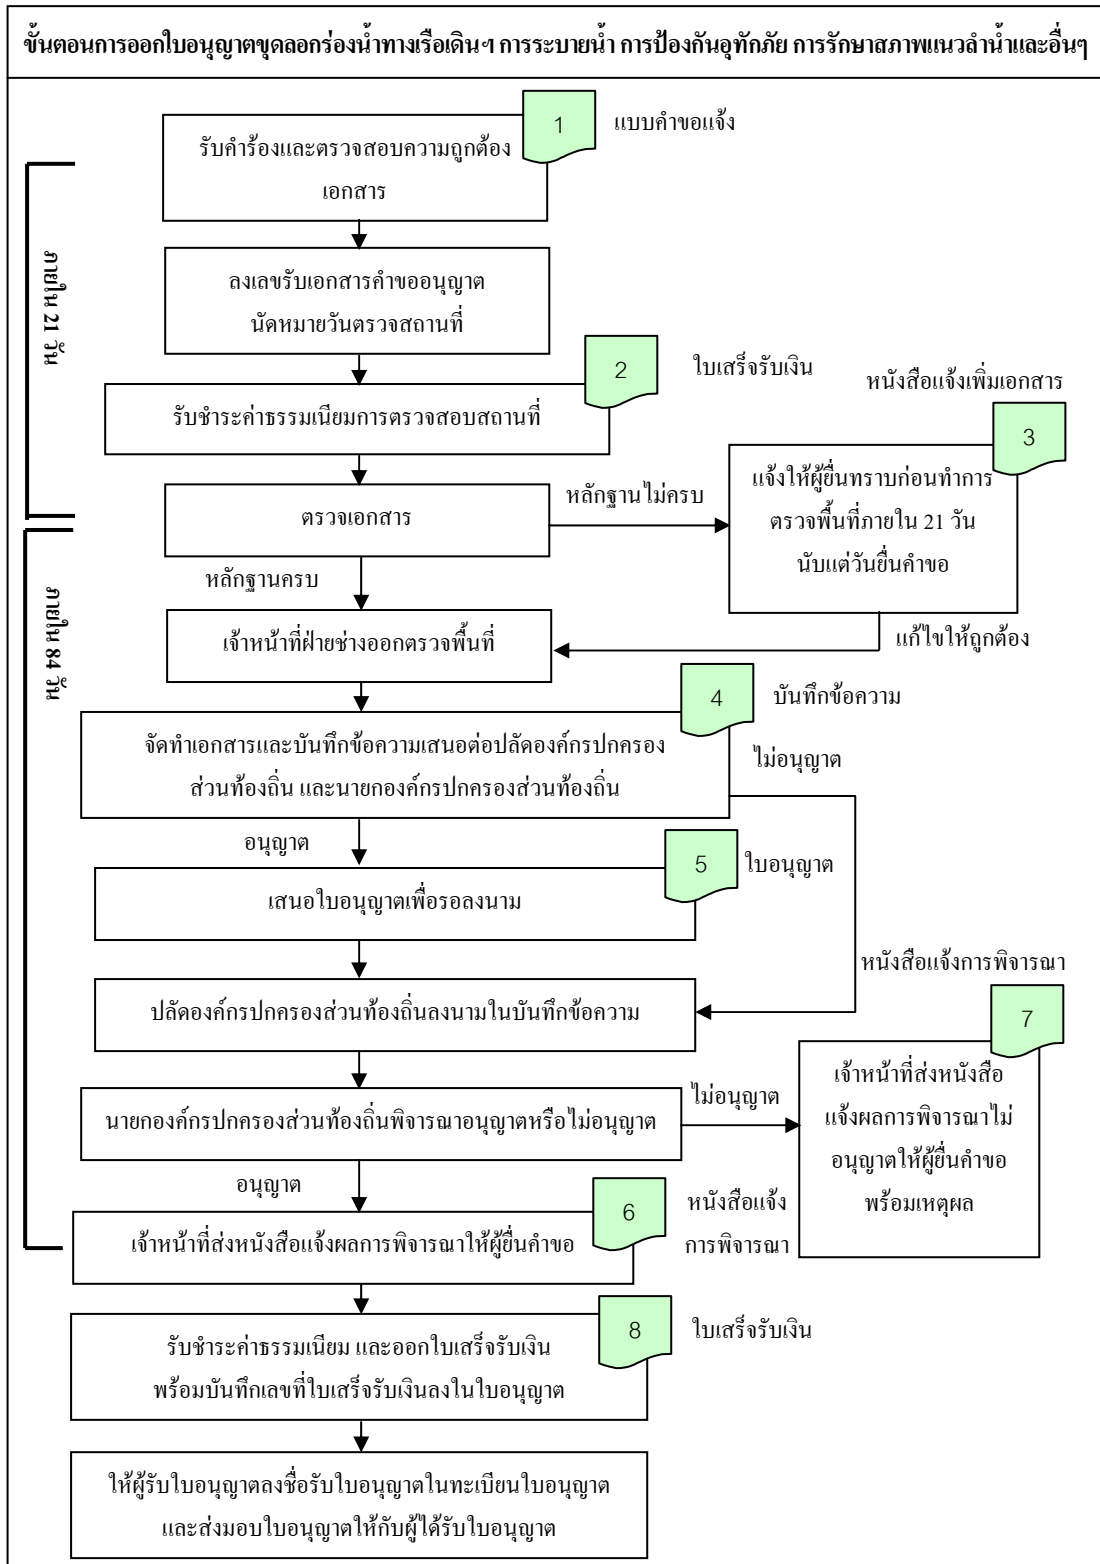 ขั้นตอนการออกใบอนุญาตขุดลอกร่องน้ำทางเรือเดินฯ การระบายน้ำ การป้องกันอุทกภัย การรักษาสภาพแนวลำน้ำและอื่นๆ
1
แบบคำขอแจ้ง
รับคำร้องและตรวจสอบความถูกต้อง
เอกสาร
ภายใน 21 วัน
ลงเลขรับเอกสารคำขออนุญาต
นัดหมายวันตรวจสถานที่
2
ใบเสร็จรับเงิน
รับชำระค่าธรรมเนียมการตรวจสอบสถานที่
หนังสือแจ้งเพิ่มเอกสาร
3
ตรวจเอกสาร
หลักฐานไม่ครบ
แจ้งให้ผู้ยื่นทราบก่อนทำการ
ตรวจพื้นที่ภายใน 21 วัน
นับแต่วันยื่นคำขอ
ภายใน 84 วัน
หลักฐานครบ
แก้ไขให้ถูกต้อง
เจ้าหน้าที่ฝ่ายช่างออกตรวจพื้นที่
4
บันทึกข้อความ
จัดทำเอกสารและบันทึกข้อความเสนอต่อปลัดองค์กรปกครอง
ส่วนท้องถิ่น และนายกองค์กรปกครองส่วนท้องถิ่น
ไม่อนุญาต
อนุญาต
5
ใบอนุญาต
เสนอใบอนุญาตเพื่อรอลงนาม
ปลัดองค์กรปกครองส่วนท้องถิ่นลงนามในบันทึกข้อความ
หนังสือแจ้งการพิจารณา
7
นายกองค์กรปกครองส่วนท้องถิ่นพิจารณาอนุญาตหรือไม่อนุญาต
ไม่อนุญาต
เจ้าหน้าที่ส่งหนังสือ
แจ้งผลการพิจารณาไม่
อนุญาตให้ผู้ยื่นคำขอ
พร้อมเหตุผล
อนุญาต
6
หนังสือแจ้ง
การพิจารณา
เจ้าหน้าที่ส่งหนังสือแจ้งผลการพิจารณาให้ผู้ยื่นคำขอ
8
ใบเสร็จรับเงิน
รับชำระค่าธรรมเนียม และออกใบเสร็จรับเงิน
พร้อมบันทึกเลขที่ใบเสร็จรับเงินลงในใบอนุญาต
ให้ผู้รับใบอนุญาตลงชื่อรับใบอนุญาตในทะเบียนใบอนุญาต
และส่งมอบใบอนุญาตให้กับผู้ได้รับใบอนุญาต